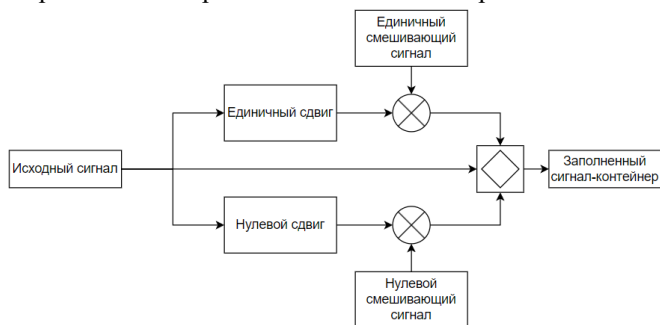 Единичный
смешивающий
сигнал
Единичный сдвиг
Исходный сигнал
Заполненный
сигнал-контейнер
Нулевой сдвиг
Нулевой
смешивающий
сигнал